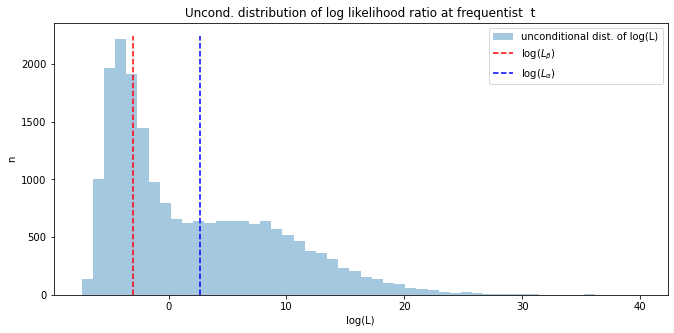 Uncond. distribution of log likelihood ratio at frequentist  t
unconditional dist. of log(L)
log(L_β)
log(L_α)
n
2000
1500
1000
500
0
0 10 20 30 40
log(L)